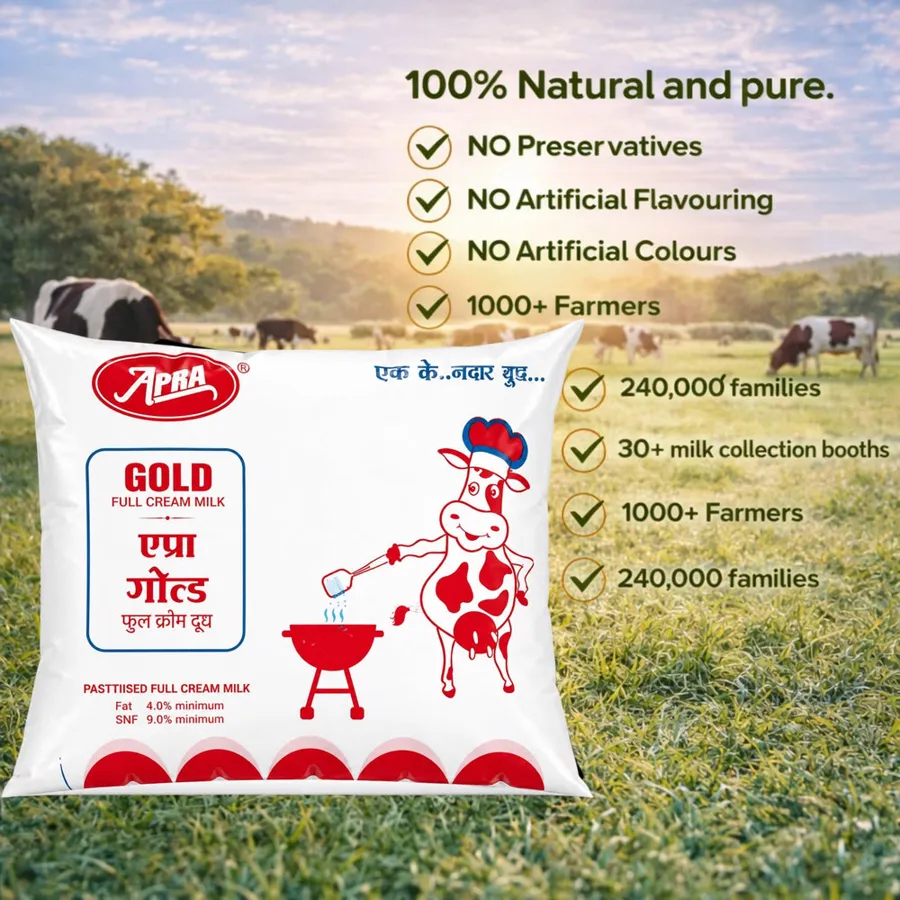 100% Natural and pure.
NO Preservatives
NO Artificial Flavouring
NO Artificial Colours
1000+ Farmers
240,000 families
30+ milk collection booths
1000+ Farmers
240,000 families
APRA ®
एक के..नदार
GOLD
FULL CREAM MILK
एप्रा
गोल्ड
फुल क्रीम दूध
PASTTIISED FULL CREAM MILK
Fat 4.0% minimum
SNF 9.0% minimum